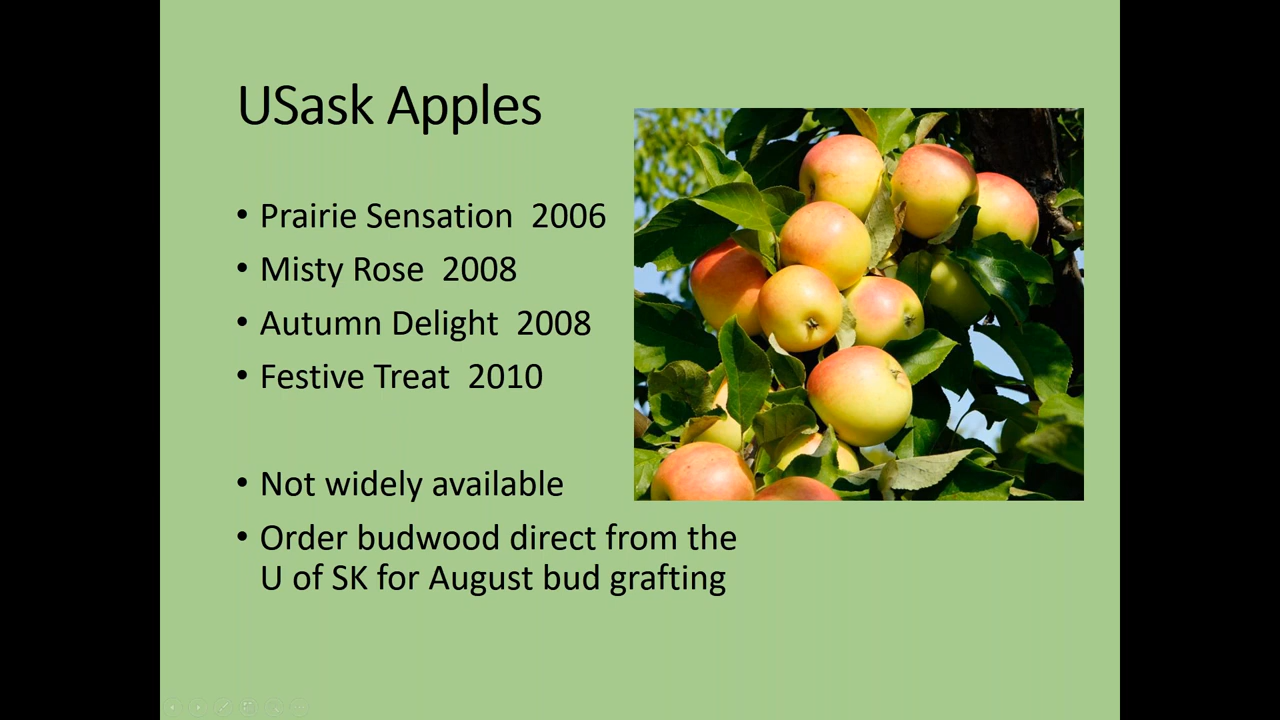 USask Apples
• Prairie Sensation 2006
• Misty Rose 2008
• Autumn Delight 2008
• Festive Treat 2010
• Not widely available
• Order budwood direct from the
U of SK for August bud grafting